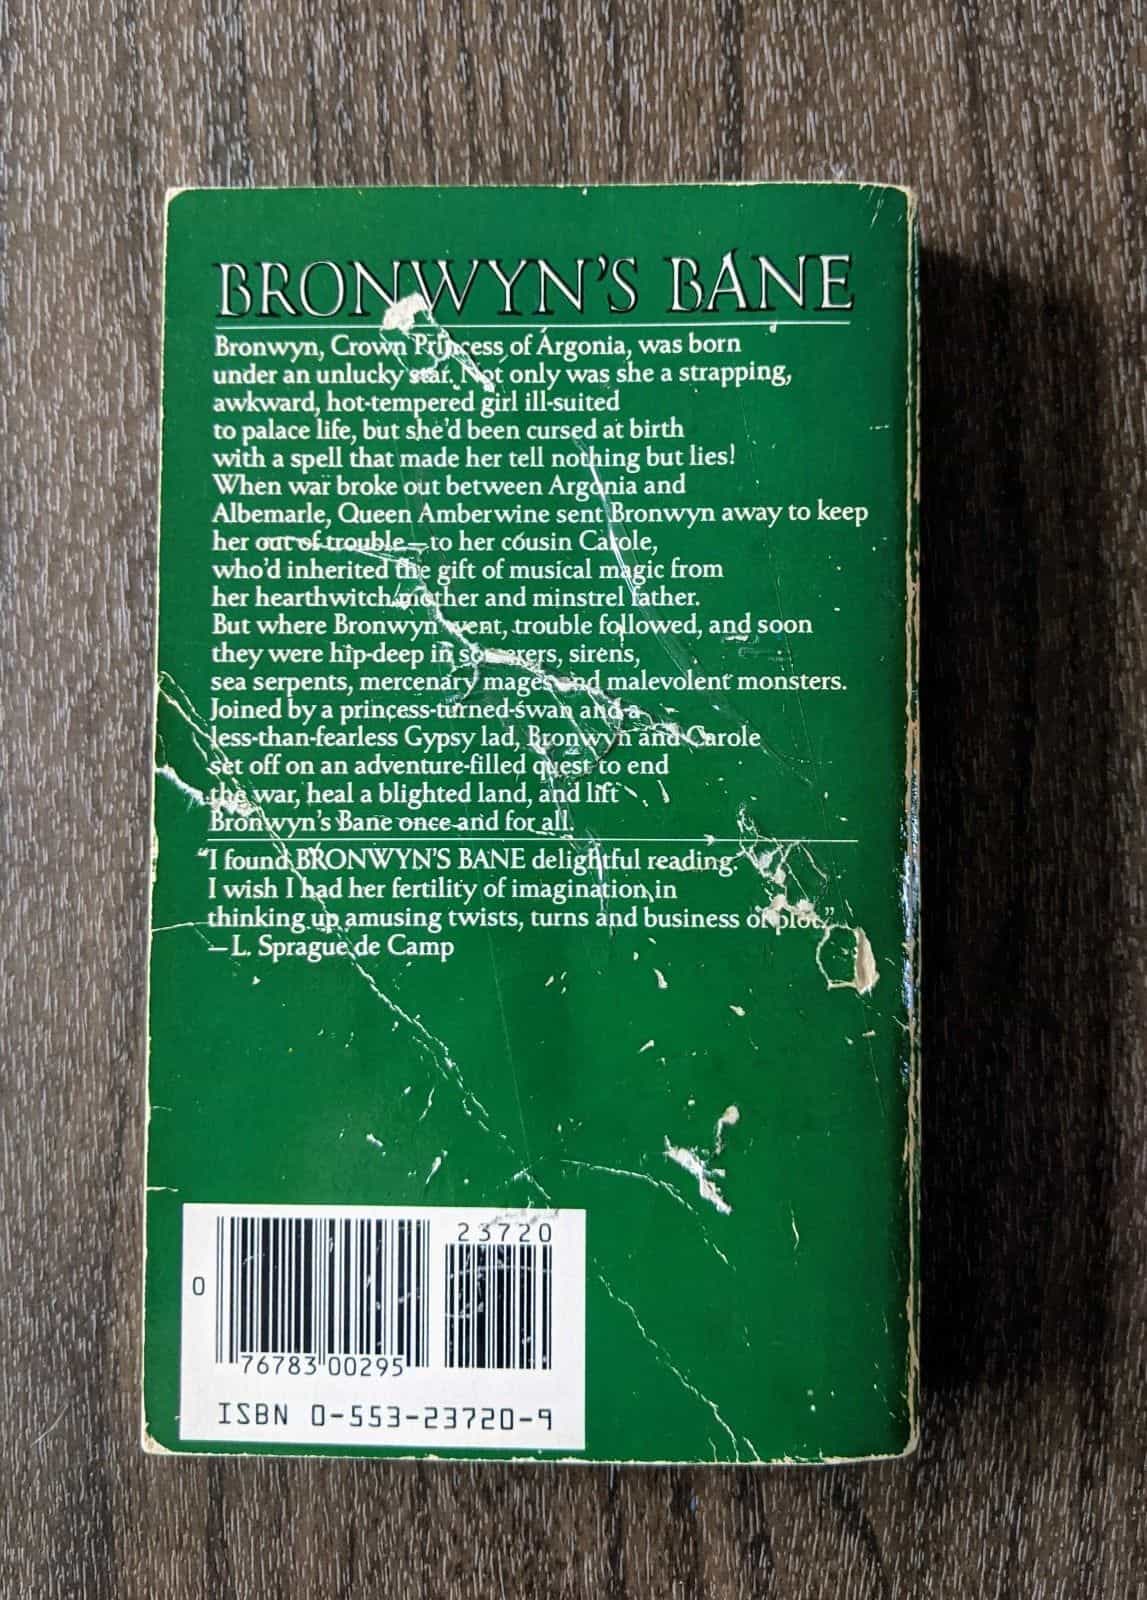 BRONWYN'S BANE
Bronwyn, Crown Princess of Argonia, was born
under an unlucky star. Not only was she a strapping,
awkward, hot-tempered girl ill-suited
to palace life, but she'd been cursed at birth
with a spell that made her tell nothing but lies!
When war broke out between Argonia and
Albemarle, Queen Amberwine sent Bronwyn away to keep
her out of trouble—to her cousin Carole,
who'd inherited the gift of musical magic from
her hearthwitch mother and minstrel father.
But where Bronwyn went, trouble followed, and soon
they were hip-deep in sorcerers, sirens,
sea serpents, mercenary mages and malevolent monsters.
Joined by a princess-turned-swan and a
less-than-fearless Gypsy lad, Bronwyn and Carole
set off on an adventure-filled quest to end
the war, heal a blighted land, and lift
Bronwyn's Bane once and for all.
"I found BRONWYN'S BANE delightful reading.
I wish I had her fertility of imagination in
thinking up amusing twists, turns and business of plot."
—L. Sprague de Camp
23720
0
76783 00295
ISBN 0-553-23720-9